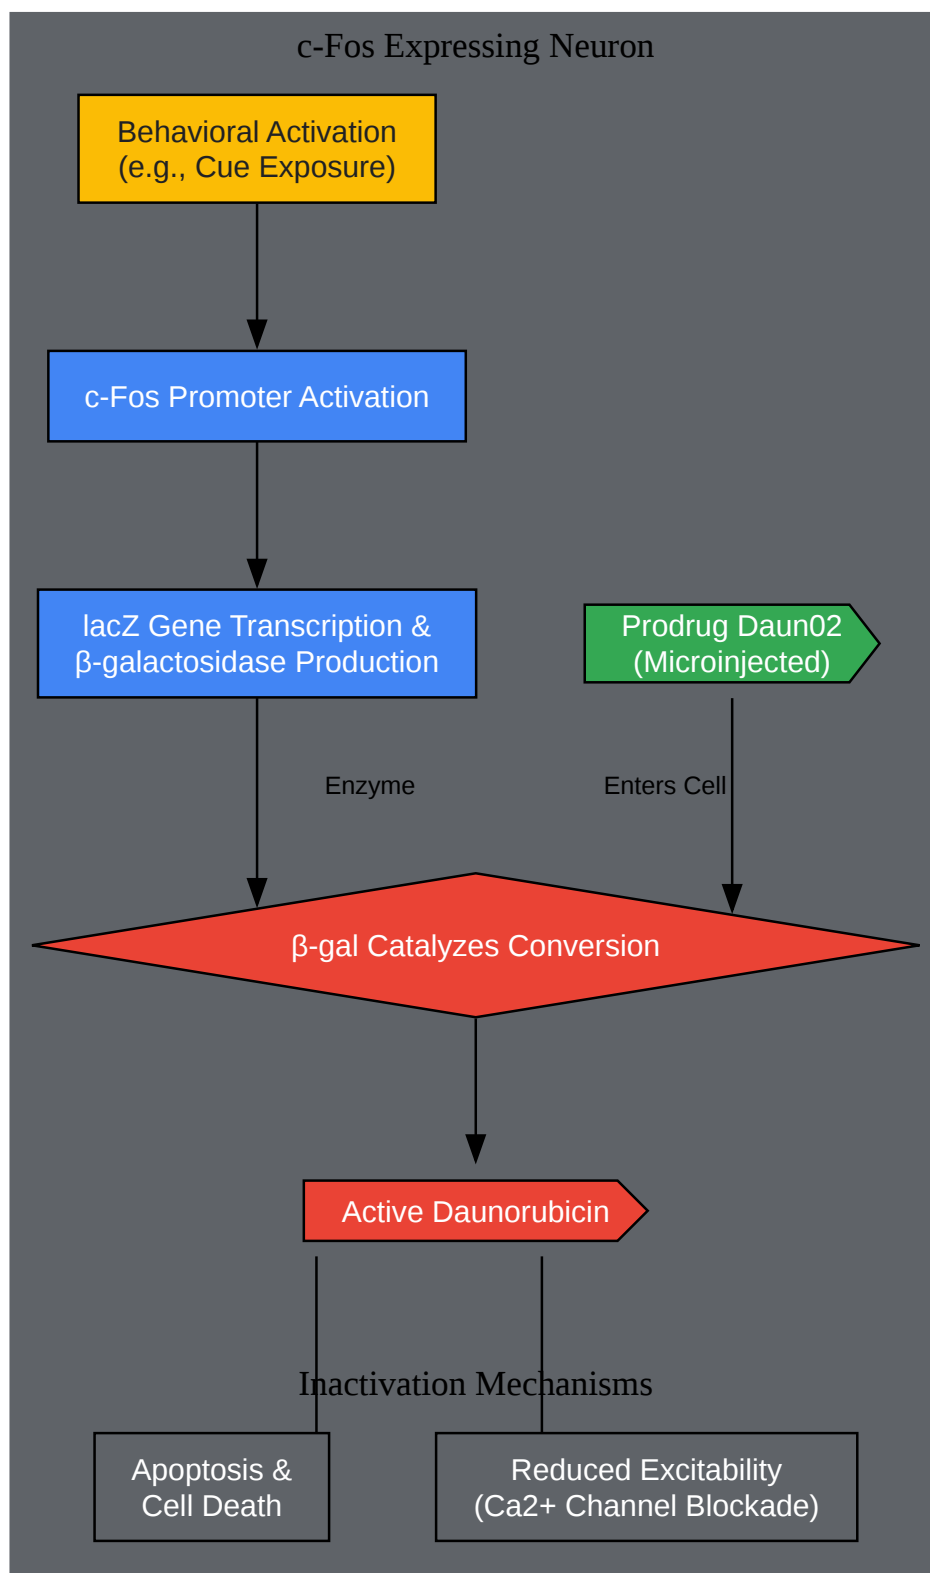 c-Fos Expressing Neuron
Behavioral Activation
(e.g., Cue Exposure)
c-Fos Promoter Activation
lacZ Gene Transcription &
β-galactosidase Production
Prodrug Daun02
(Microinjected)
Enzyme
Enters Cell
β-gal Catalyzes Conversion
Active Daunorubicin
Inactivation Mechanisms
Apoptosis &
Cell Death
Reduced Excitability
(Ca2+ Channel Blockade)